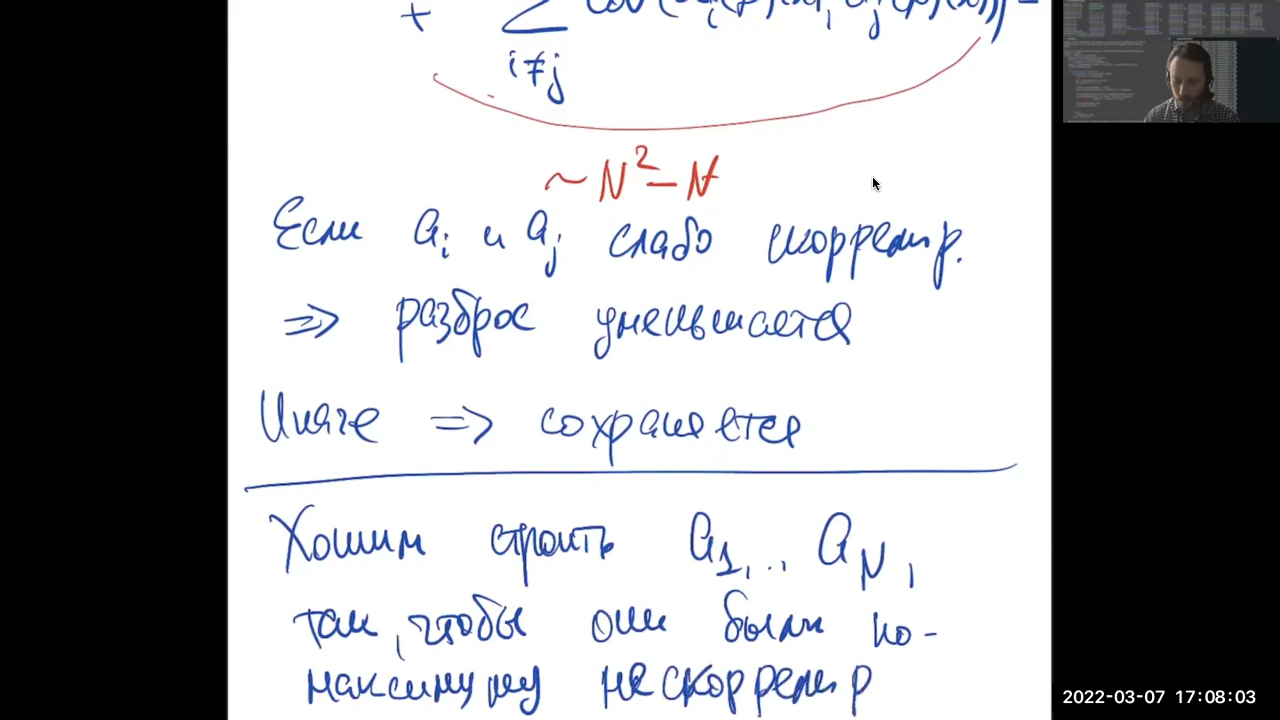 + Σ cov(
i≠j
~ N² - N
Если aᵢ и aⱼ слабо скоррелир.
=> разброс уменьшается
Иначе => сохраняется
Хотим строить a₁,.. a_N,
так, чтобы они были по-
максимуму нескоррелир
2022-03-07 17:08:03